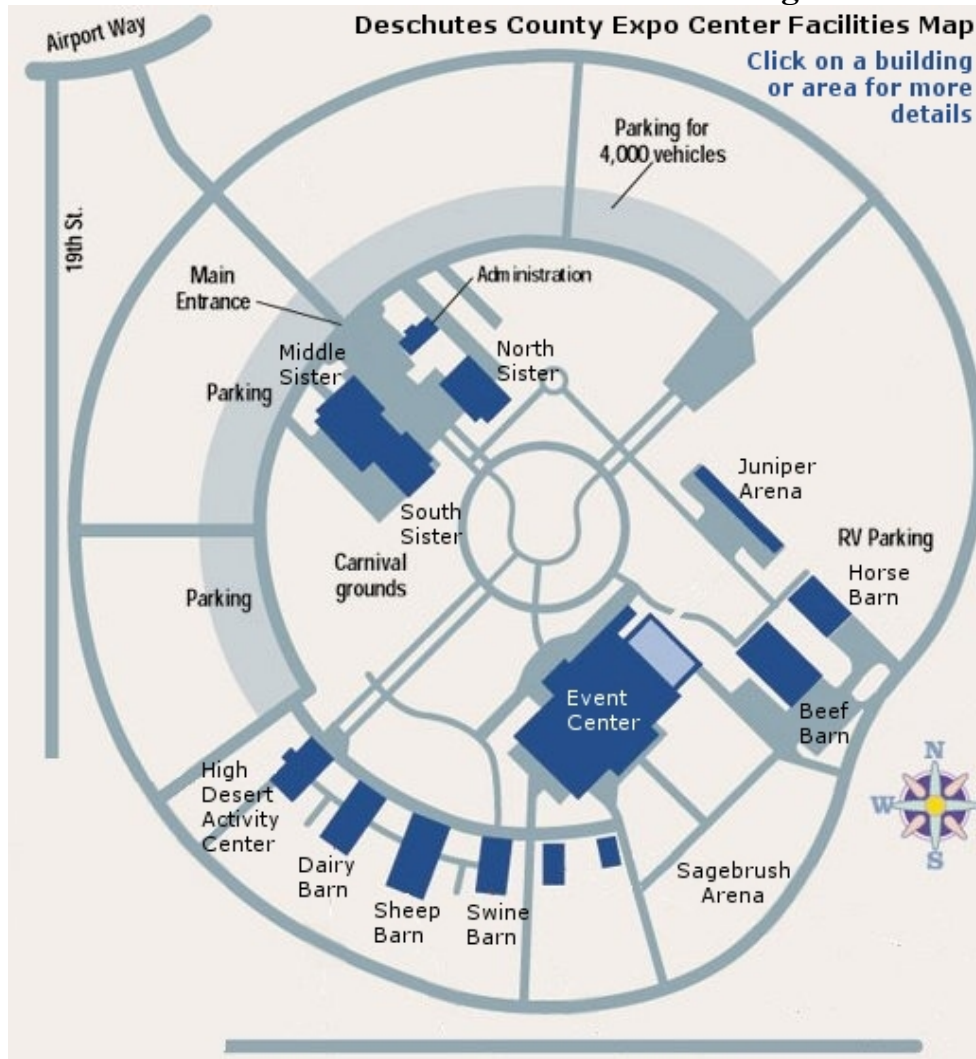 Deschutes County Expo Center Facilities Map
Click on a building
or area for more
details
Airport Way
Parking for
4,000 vehicles
19th St.
Main
Entrance
Administration
Middle
Sister
North
Sister
Parking
Juniper
Arena
South
Sister
RV Parking
Carnival
grounds
Horse
Barn
Parking
Event
Center
Beef
Barn
High
Desert
Activity
Center
N
W
E
S
Dairy
Barn
Sagebrush
Arena
Sheep
Barn
Swine
Barn